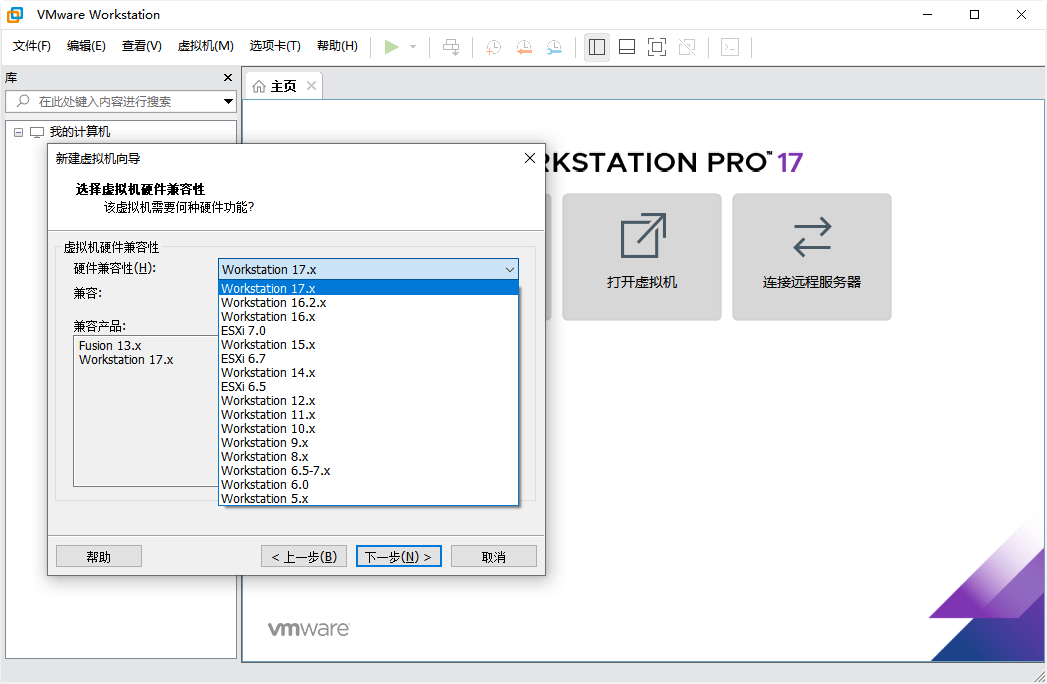 VMware Workstation
文件(F) 编辑(E) 查看(V) 虚拟机(M) 选项卡(T) 帮助(H)
库
在此处键入内容进行搜索
我的计算机
主页
RKSTATION PRO™ 17
打开虚拟机
连接远程服务器
新建虚拟机向导
选择虚拟机硬件兼容性
该虚拟机需要何种硬件功能?
虚拟机硬件兼容性
硬件兼容性(H):
Workstation 17.x
兼容:
兼容产品:
Fusion 13.x
Workstation 17.x
Workstation 17.x
Workstation 16.2.x
Workstation 16.x
ESXi 7.0
Workstation 15.x
ESXi 6.7
Workstation 14.x
ESXi 6.5
Workstation 12.x
Workstation 11.x
Workstation 10.x
Workstation 9.x
Workstation 8.x
Workstation 6.5-7.x
Workstation 6.0
Workstation 5.x
帮助
< 上一步(B)
下一步(N) >
取消
vmware